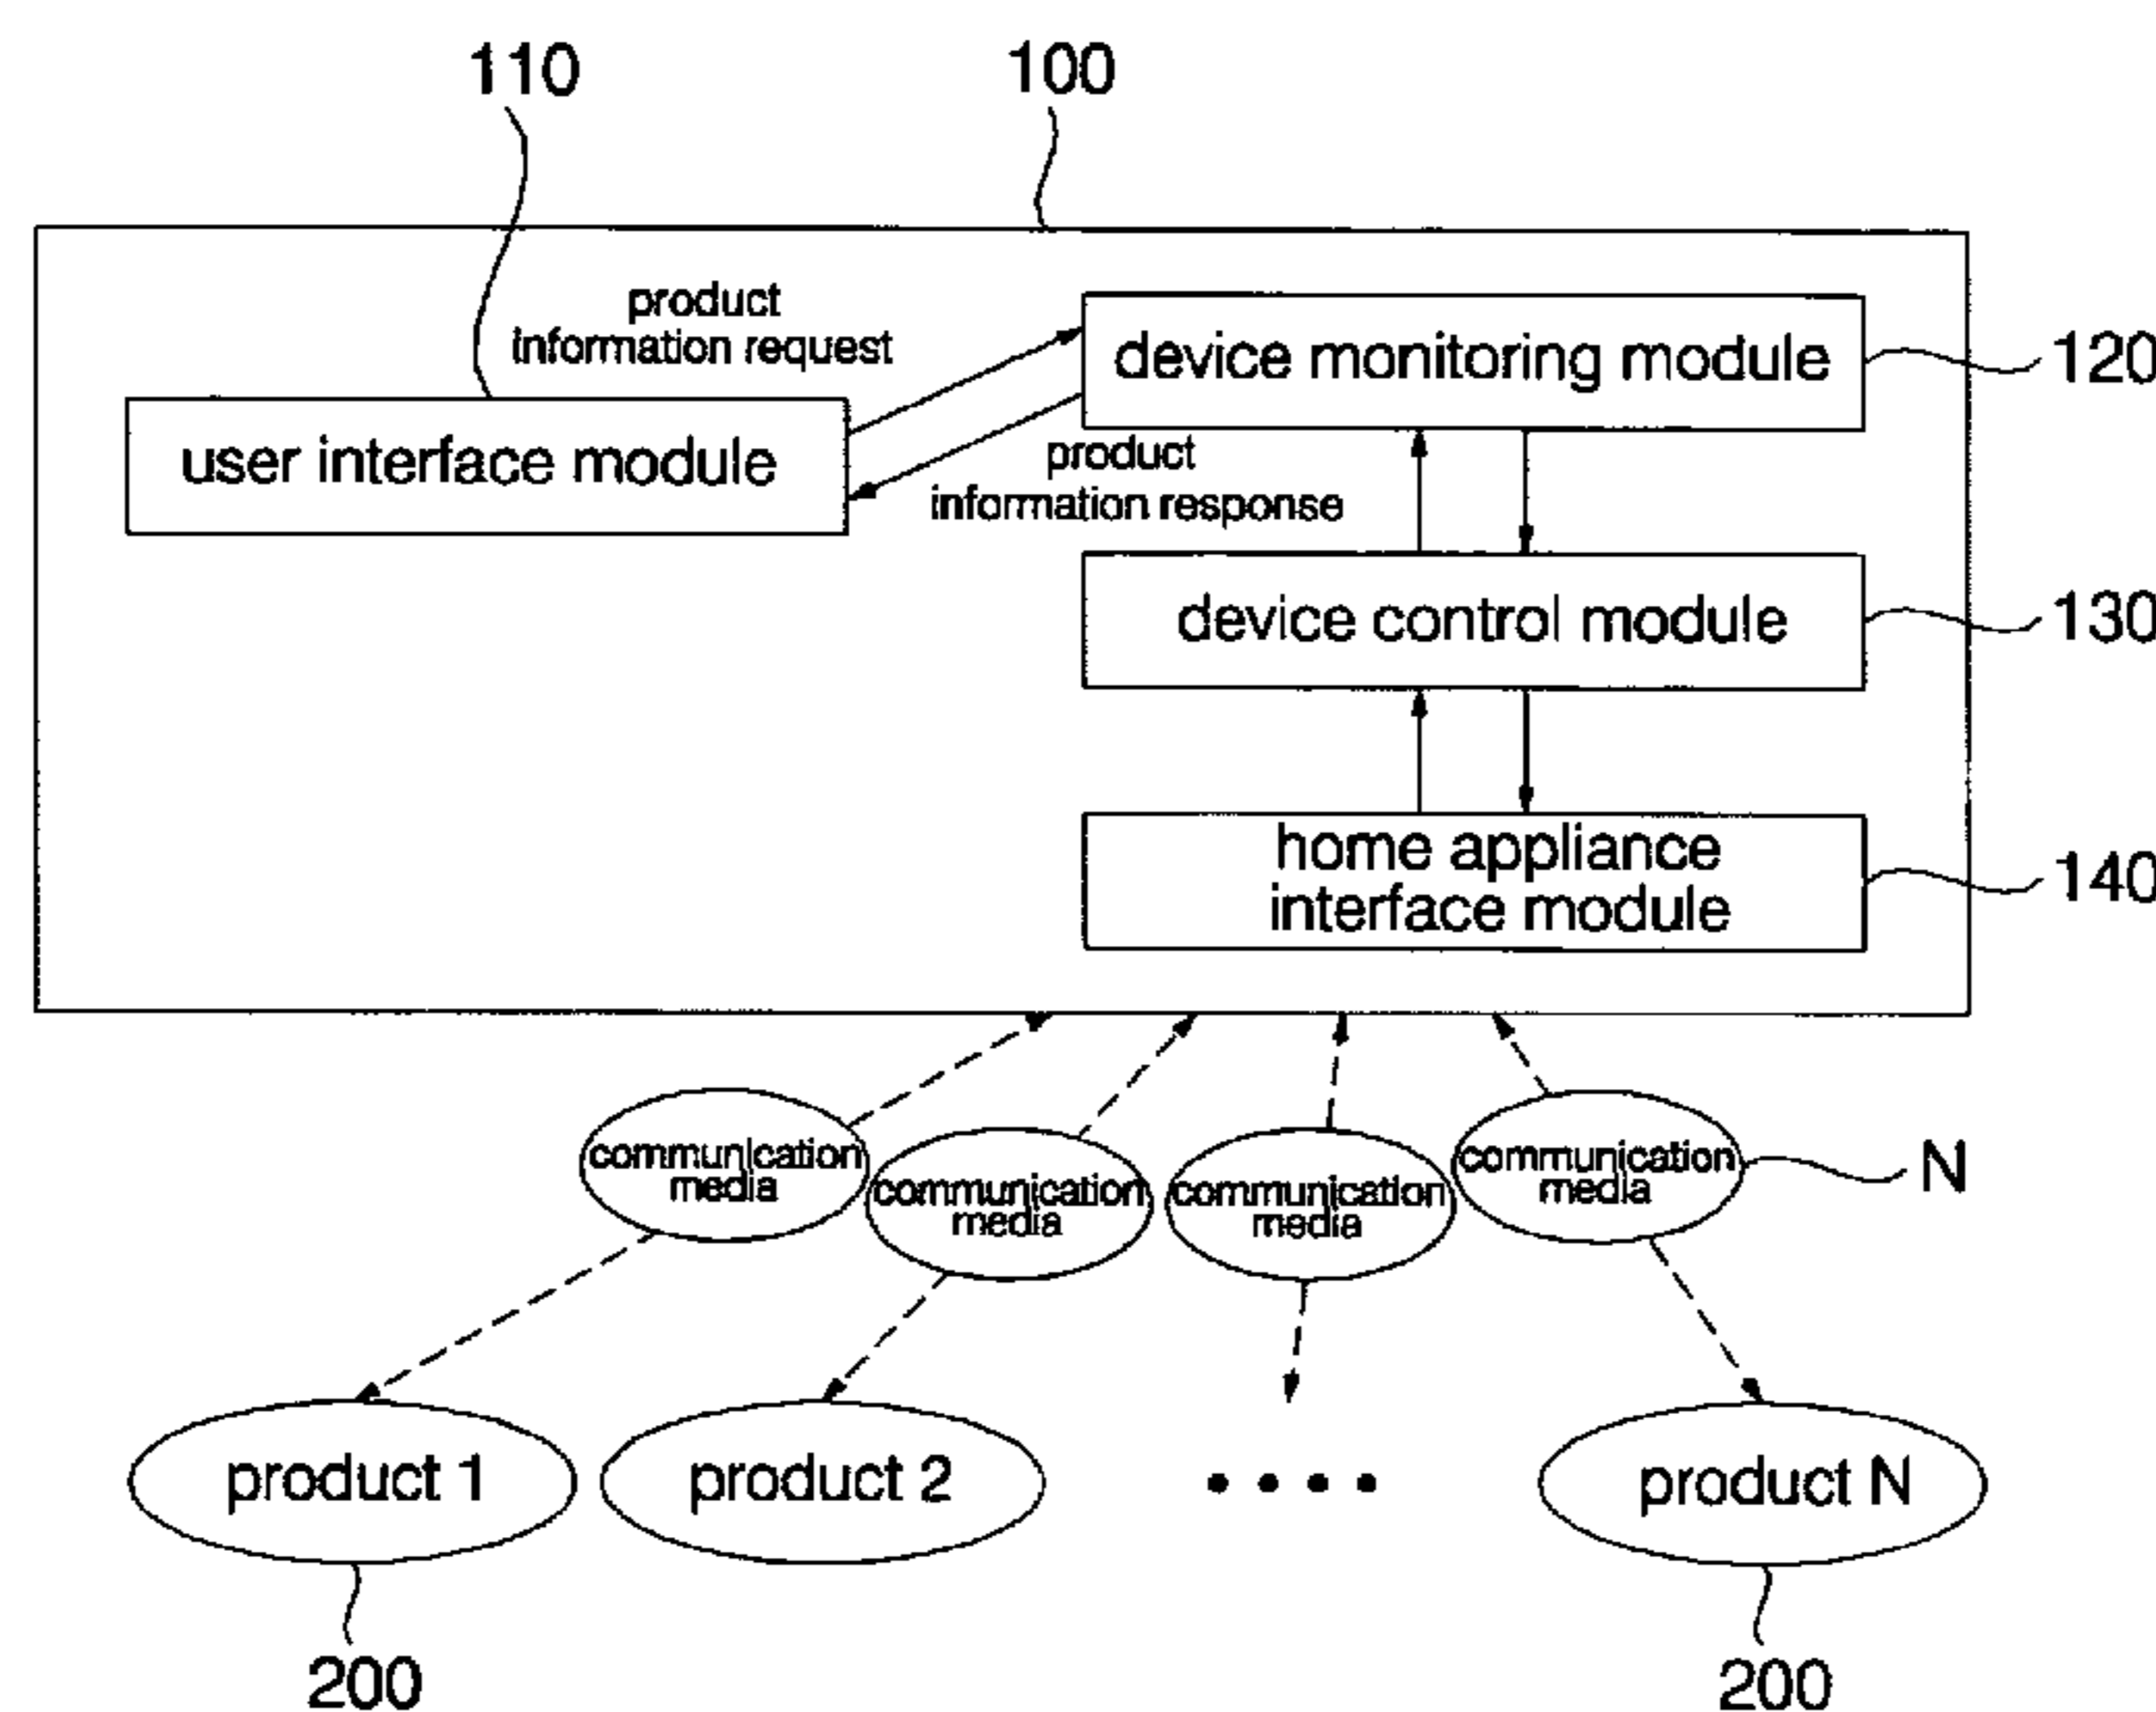 110
100
product
information request
device monitoring module
120
user interface module
product
information response
device control module
130
home appliance
interface module
140
communication
media
communication
media
communication
media
communication
media
N
product 1
product 2
• • • •
product N
200
200